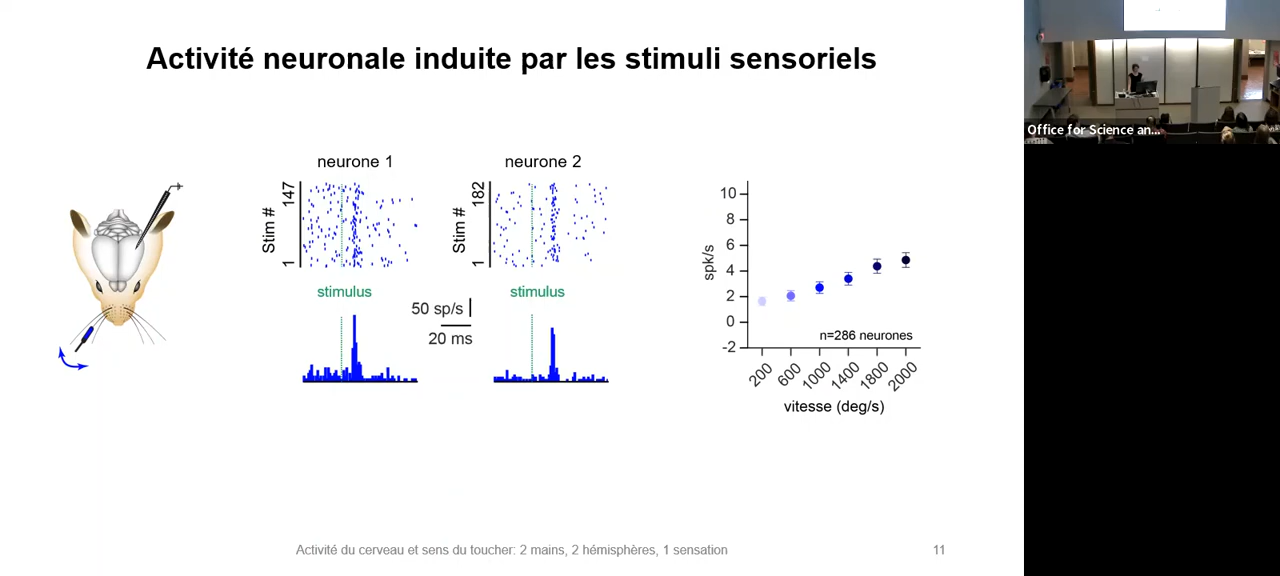 Activité neuronale induite par les stimuli sensoriels
Office for Science an...
neurone 1
neurone 2
Stim #
147
1
Stim #
182
1
stimulus
stimulus
50 sp/s
20 ms
spk/s
10
8
6
4
2
0
-2
n=286 neurones
200
600
1000
1400
1800
2000
vitesse (deg/s)
Activité du cerveau et sens du toucher: 2 mains, 2 hémisphères, 1 sensation
11